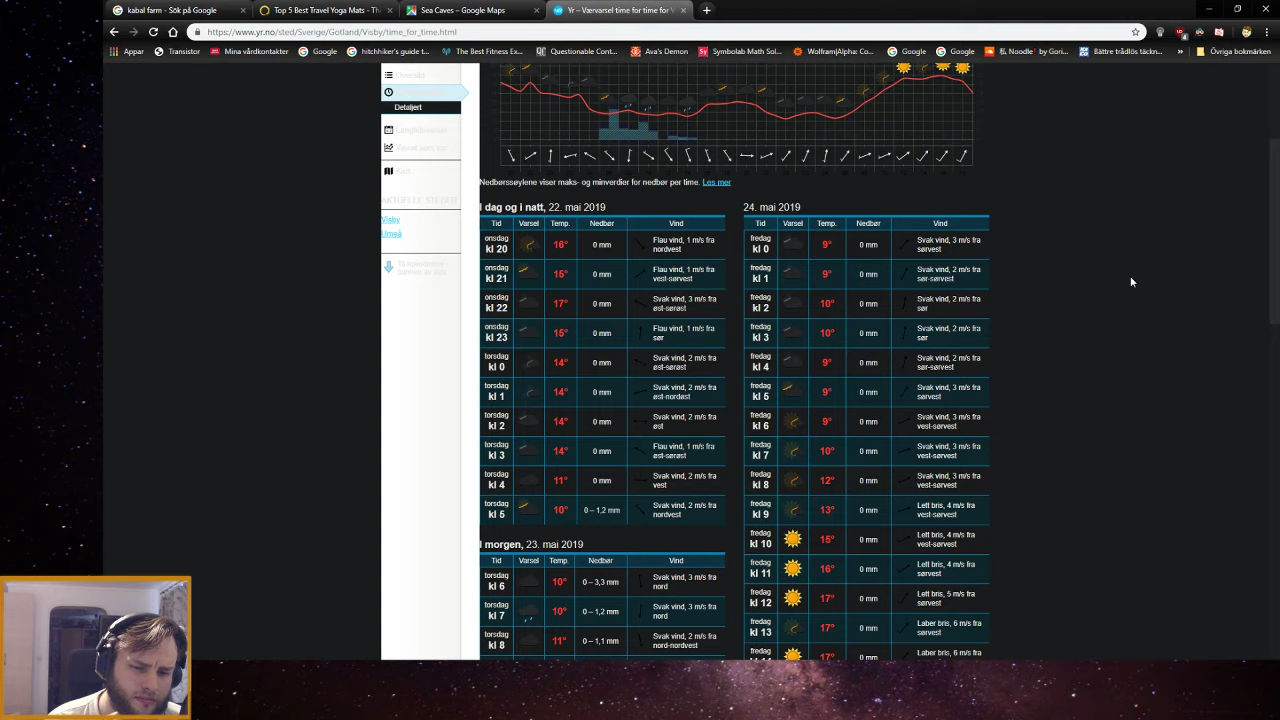 kabal farm - Sök på Google
Top 5 Best Travel Yoga Mats - The
Sea Caves – Google Maps
Yr – Værvarsel time for time for V
https://www.yr.no/sted/Sverige/Gotland/Visby/time_for_time.html
Appar
Transistor
Mina vårdkontakter
Google
hitchhiker's guide t...
The Best Fitness Ex...
Questionable Cont...
Ava's Demon
Symbolab Math Sol...
Wolfram|Alpha: Co...
Google
Google
Noodle² by Gori...
Bättre trådlös täckn...
Övriga bokmärken
Oversikt
Detaljert
Kart
Visby
Umeå
Nedbørssøylene viser maks- og minverdier for nedbør per time. Les mer
I dag og i natt, 22. mai 2019
Tid Varsel Temp. Nedbør Vind
onsdag kl 20 16° 0 mm Flau vind, 1 m/s fra nordvest
onsdag kl 21 15° 0 mm Flau vind, 1 m/s fra vest-sørvest
onsdag kl 22 17° 0 mm Svak vind, 3 m/s fra øst-sørøst
onsdag kl 23 15° 0 mm Flau vind, 1 m/s fra sør
torsdag kl 0 14° 0 mm Svak vind, 2 m/s fra øst-sørøst
torsdag kl 1 14° 0 mm Svak vind, 2 m/s fra øst-nordøst
torsdag kl 2 14° 0 mm Svak vind, 2 m/s fra øst
torsdag kl 3 14° 0 mm Flau vind, 1 m/s fra øst-sørøst
torsdag kl 4 11° 0 mm Svak vind, 2 m/s fra vest
torsdag kl 5 10° 0 – 1,2 mm Svak vind, 2 m/s fra nordvest
I morgen, 23. mai 2019
Tid Varsel Temp. Nedbør Vind
torsdag kl 6 10° 0 – 3,3 mm Svak vind, 3 m/s fra nord
torsdag kl 7 10° 0 – 1,2 mm Svak vind, 3 m/s fra nord
torsdag kl 8 11° 0 – 1,1 mm Svak vind, 2 m/s fra nord-nordvest
24. mai 2019
Tid Varsel Temp. Nedbør Vind
fredag kl 0 9° 0 mm Svak vind, 3 m/s fra sørvest
fredag kl 1 9° 0 mm Svak vind, 2 m/s fra sør-sørvest
fredag kl 2 10° 0 mm Svak vind, 2 m/s fra sør
fredag kl 3 10° 0 mm Svak vind, 2 m/s fra sør
fredag kl 4 9° 0 mm Svak vind, 2 m/s fra sør-sørvest
fredag kl 5 9° 0 mm Svak vind, 3 m/s fra sørvest
fredag kl 6 9° 0 mm Svak vind, 3 m/s fra vest-sørvest
fredag kl 7 10° 0 mm Svak vind, 3 m/s fra vest-sørvest
fredag kl 8 12° 0 mm Svak vind, 3 m/s fra vest-sørvest
fredag kl 9 13° 0 mm Lett bris, 4 m/s fra vest-sørvest
fredag kl 10 15° 0 mm Lett bris, 4 m/s fra vest-sørvest
fredag kl 11 16° 0 mm Lett bris, 4 m/s fra sørvest
fredag kl 12 17° 0 mm Lett bris, 5 m/s fra sørvest
fredag kl 13 17° 0 mm Laber bris, 6 m/s fra sørvest
fredag 17° 0 mm Laber bris, 6 m/s fra